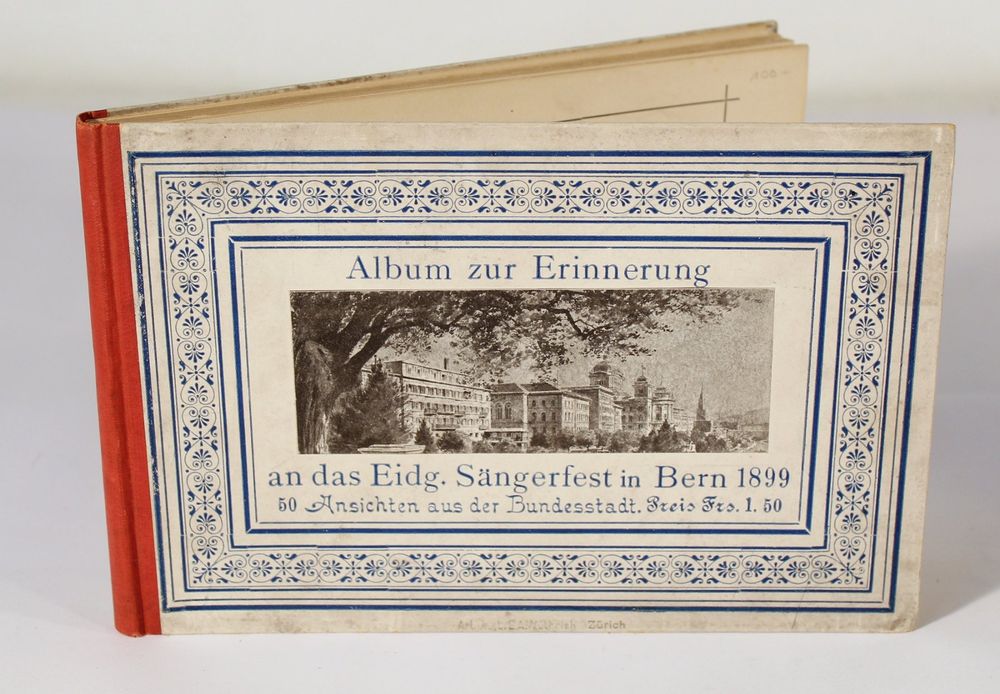 100-
Album zur Erinnerung
an das Eidg. Sängerfest in Bern 1899
50 Ansichten aus der Bundesstadt. Preis Frs. 1. 50
Zürich